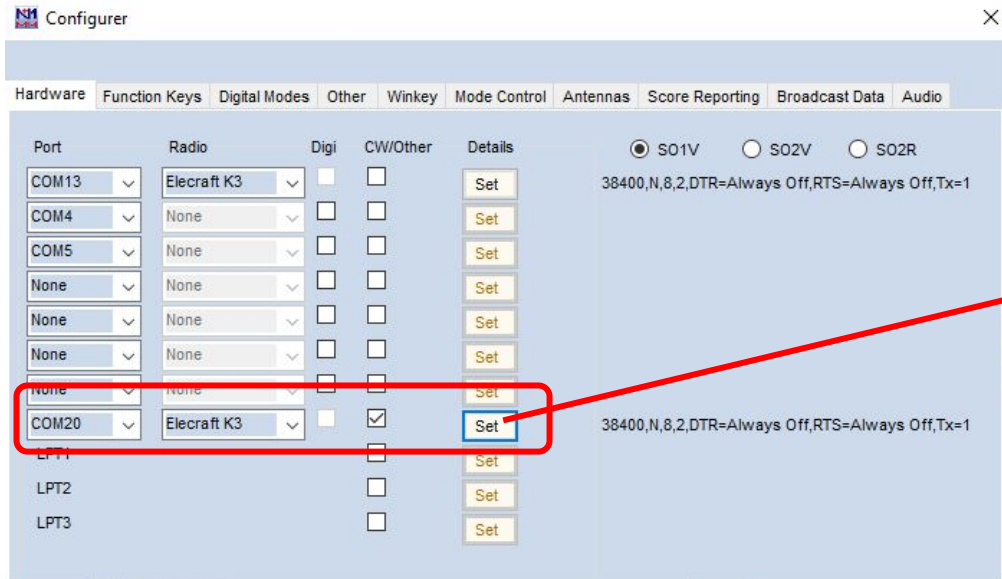 Configurer
Hardware Function Keys Digital Modes Other Winkey Mode Control Antennas Score Reporting Broadcast Data Audio
Port Radio Digi CW/Other Details SO1V SO2V SO2R
COM13 Elecraft K3 Set 38400,N,8,2,DTR=Always Off,RTS=Always Off,Tx=1
COM4 None Set
COM5 None Set
None None Set
None None Set
None None Set
None None Set
COM20 Elecraft K3 Set 38400,N,8,2,DTR=Always Off,RTS=Always Off,Tx=1
LPT1 Set
LPT2 Set
LPT3 Set